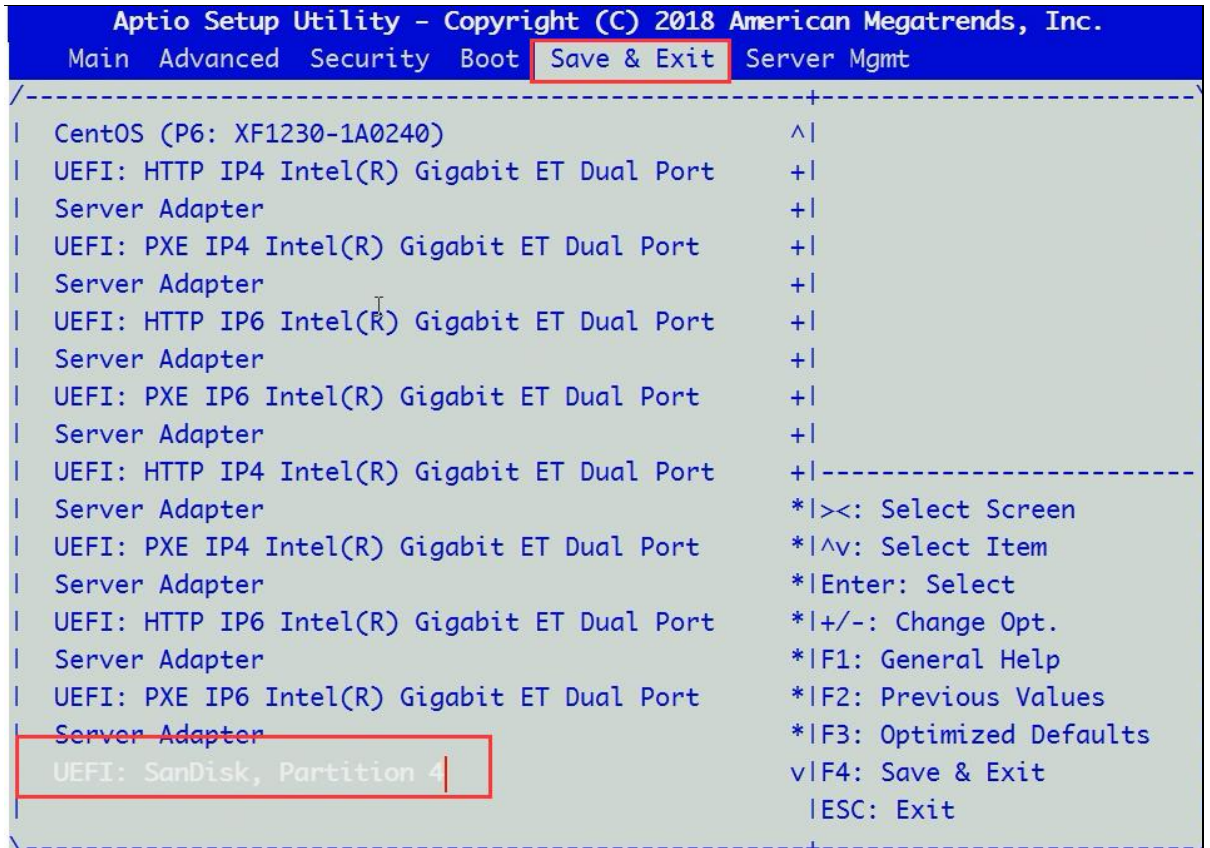 Aptio Setup Utility – Copyright (C) 2018 American Megatrends, Inc.
Main Advanced Security Boot Save & Exit Server Mgmt
/----------------------------------------------------+-------------------------\
| CentOS (P6: XF1230-1A0240) ^|
| UEFI: HTTP IP4 Intel(R) Gigabit ET Dual Port +|
| Server Adapter +|
| UEFI: PXE IP4 Intel(R) Gigabit ET Dual Port +|
| Server Adapter +|
| UEFI: HTTP IP6 Intel(R) Gigabit ET Dual Port +|
| Server Adapter +|
| UEFI: PXE IP6 Intel(R) Gigabit ET Dual Port +|
| Server Adapter +|
| UEFI: HTTP IP4 Intel(R) Gigabit ET Dual Port +|-------------------------
| Server Adapter *|><: Select Screen
| UEFI: PXE IP4 Intel(R) Gigabit ET Dual Port *|^v: Select Item
| Server Adapter *|Enter: Select
| UEFI: HTTP IP6 Intel(R) Gigabit ET Dual Port *|+/-: Change Opt.
| Server Adapter *|F1: General Help
| UEFI: PXE IP6 Intel(R) Gigabit ET Dual Port *|F2: Previous Values
| Server Adapter *|F3: Optimized Defaults
UEFI: SanDisk, Partition 4 v|F4: Save & Exit
| |ESC: Exit
\----------------------------------------------------+-------------------------